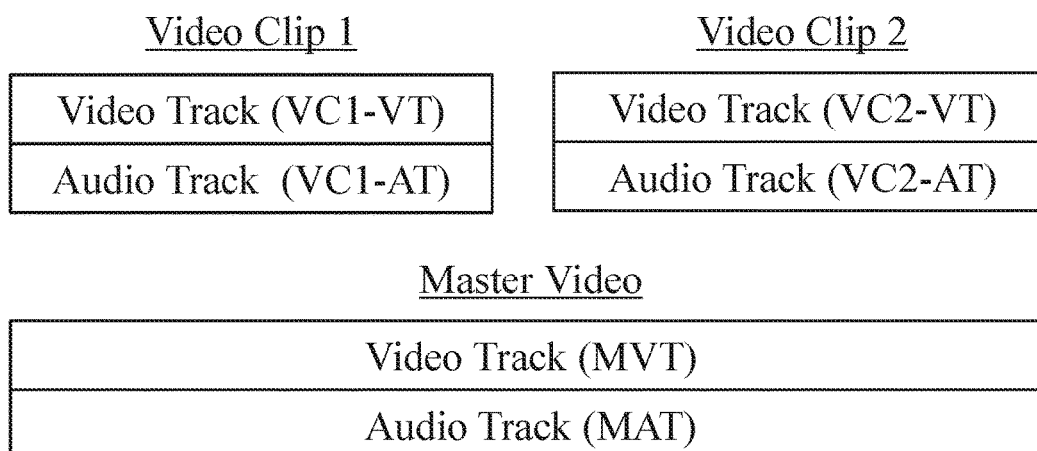 Video Clip 1
Video Clip 2
Video Track (VC1-VT)
Video Track (VC2-VT)
Audio Track (VC1-AT)
Audio Track (VC2-AT)
Master Video
Video Track (MVT)
Audio Track (MAT)